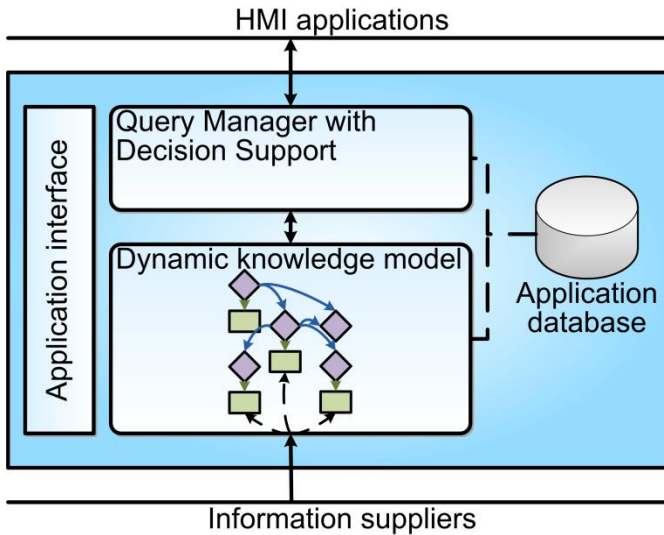 HMI applications
Query Manager with
Decision Support
Application interface
Dynamic knowledge model
Application
database
Information suppliers